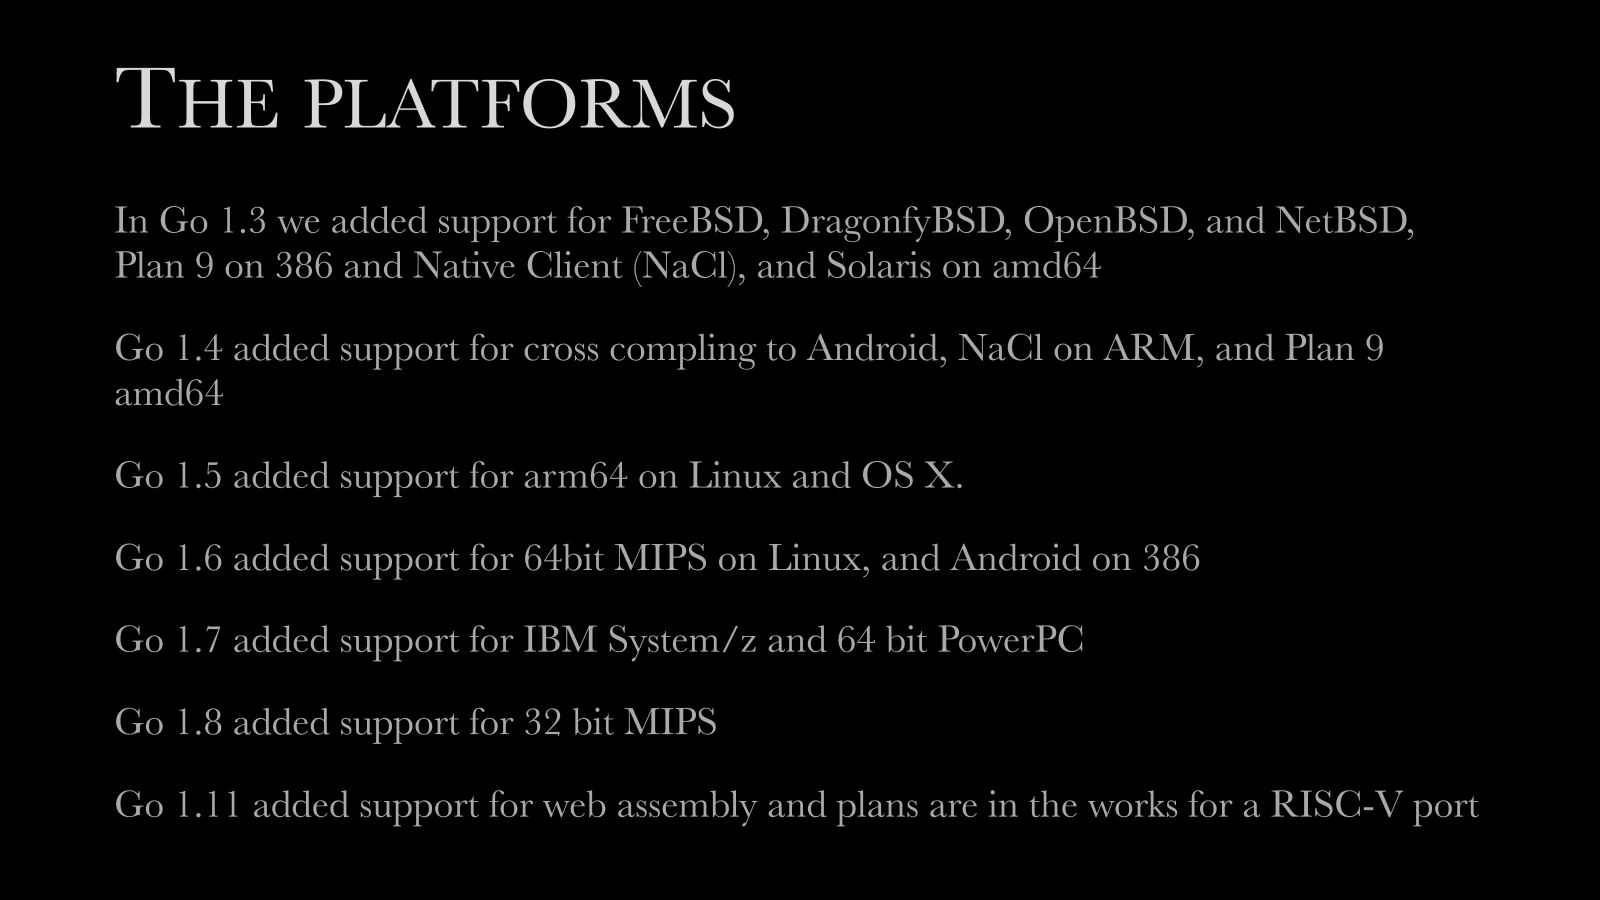 The platforms
In Go 1.3 we added support for FreeBSD, DragonfyBSD, OpenBSD, and NetBSD,
Plan 9 on 386 and Native Client (NaCl), and Solaris on amd64
Go 1.4 added support for cross compling to Android, NaCl on ARM, and Plan 9
amd64
Go 1.5 added support for arm64 on Linux and OS X.
Go 1.6 added support for 64bit MIPS on Linux, and Android on 386
Go 1.7 added support for IBM System/z and 64 bit PowerPC
Go 1.8 added support for 32 bit MIPS
Go 1.11 added support for web assembly and plans are in the works for a RISC-V port